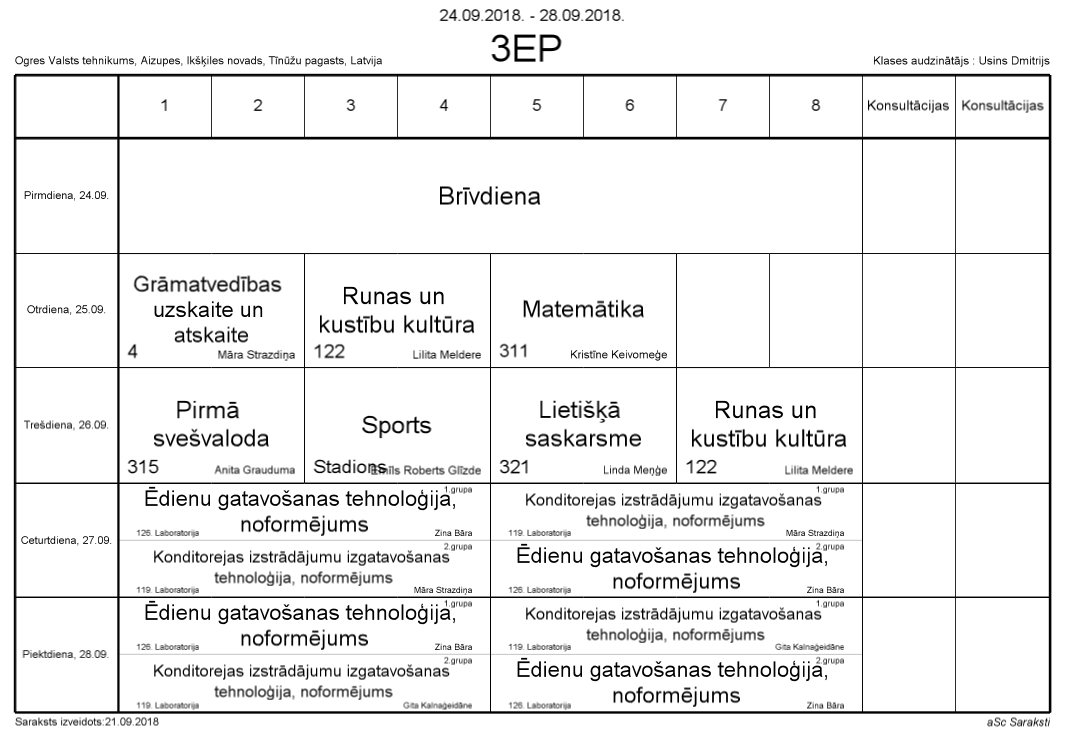 24.09.2018. - 28.09.2018.
3EP
Ogres Valsts tehnikums, Aizupes, Ikšķiles novads, Tīnūžu pagasts, Latvija
Klases audzinātājs : Usins Dmitrijs
1 2 3 4 5 6 7 8 Konsultācijas Konsultācijas
Pirmdiena, 24.09.
Brīvdiena
Otrdiena, 25.09.
Grāmatvedības
uzskaite un
atskaite
4 Māra Strazdiņa
Runas un
kustību kultūra
122 Lilita Meldere
Matemātika
311 Kristīne Keivomeģe
Trešdiena, 26.09.
Pirmā
svešvaloda
315 Anita Grauduma
Sports
Stadions Emīls Roberts Glīzde
Lietišķā
saskarsme
321 Linda Meņģe
Runas un
kustību kultūra
122 Lilita Meldere
Ceturtdiena, 27.09.
1.grupa
Ēdienu gatavošanas tehnoloģija,
noformējums
126. Laboratorija Zina Bāra
2.grupa
Konditorejas izstrādājumu izgatavošanas
tehnoloģija, noformējums
119. Laboratorija Māra Strazdiņa
1.grupa
Konditorejas izstrādājumu izgatavošanas
tehnoloģija, noformējums
119. Laboratorija Māra Strazdiņa
2.grupa
Ēdienu gatavošanas tehnoloģija,
noformējums
126. Laboratorija Zina Bāra
Piektdiena, 28.09.
1.grupa
Ēdienu gatavošanas tehnoloģija,
noformējums
126. Laboratorija Zina Bāra
2.grupa
Konditorejas izstrādājumu izgatavošanas
tehnoloģija, noformējums
119. Laboratorija Gita Kalnaģeidāne
1.grupa
Konditorejas izstrādājumu izgatavošanas
tehnoloģija, noformējums
119. Laboratorija Gita Kalnaģeidāne
2.grupa
Ēdienu gatavošanas tehnoloģija,
noformējums
126. Laboratorija Zina Bāra
Saraksts izveidots:21.09.2018
aSc Saraksti